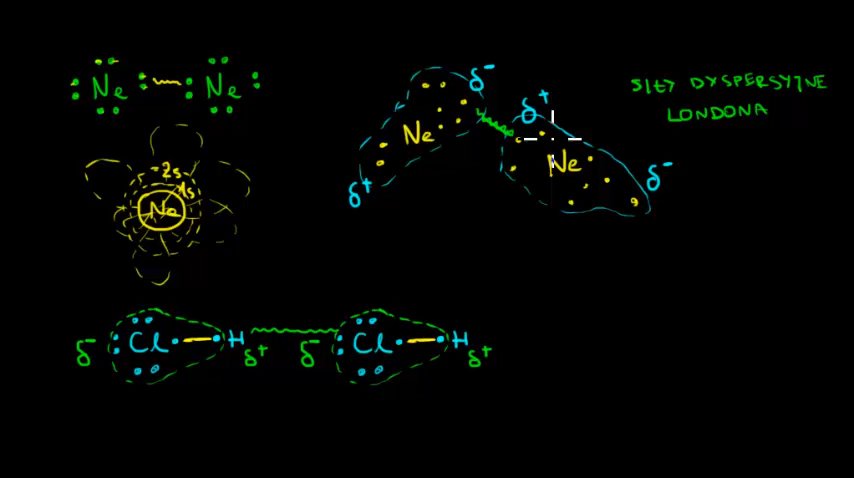 Ne Ne
2s
1s
Ne
δ⁻
Ne
δ⁺
δ⁺
Ne
δ⁻
SIŁY DYSPERSYJNE
LONDONA
δ⁻ Cl H δ⁺ δ⁻ Cl H δ⁺